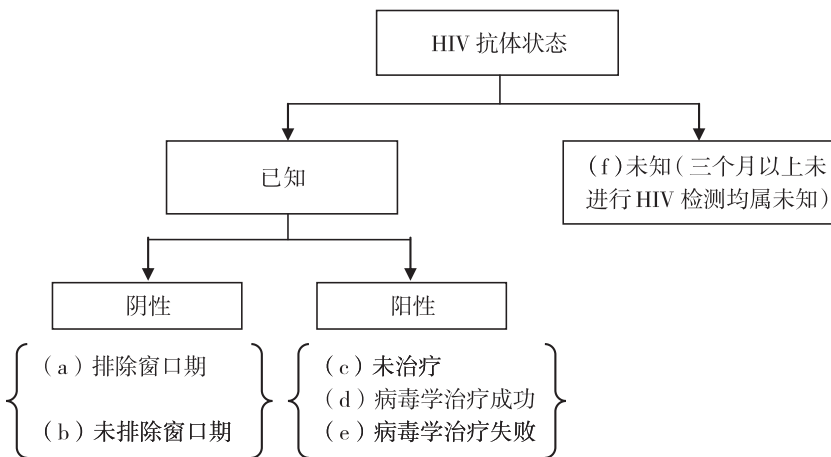 HIV 抗体状态
已知
(f)未知(三个月以上未
进行 HIV 检测均属未知)
阴性
阳性
(a)排除窗口期
(b)未排除窗口期
(c)未治疗
(d)病毒学治疗成功
(e)病毒学治疗失败